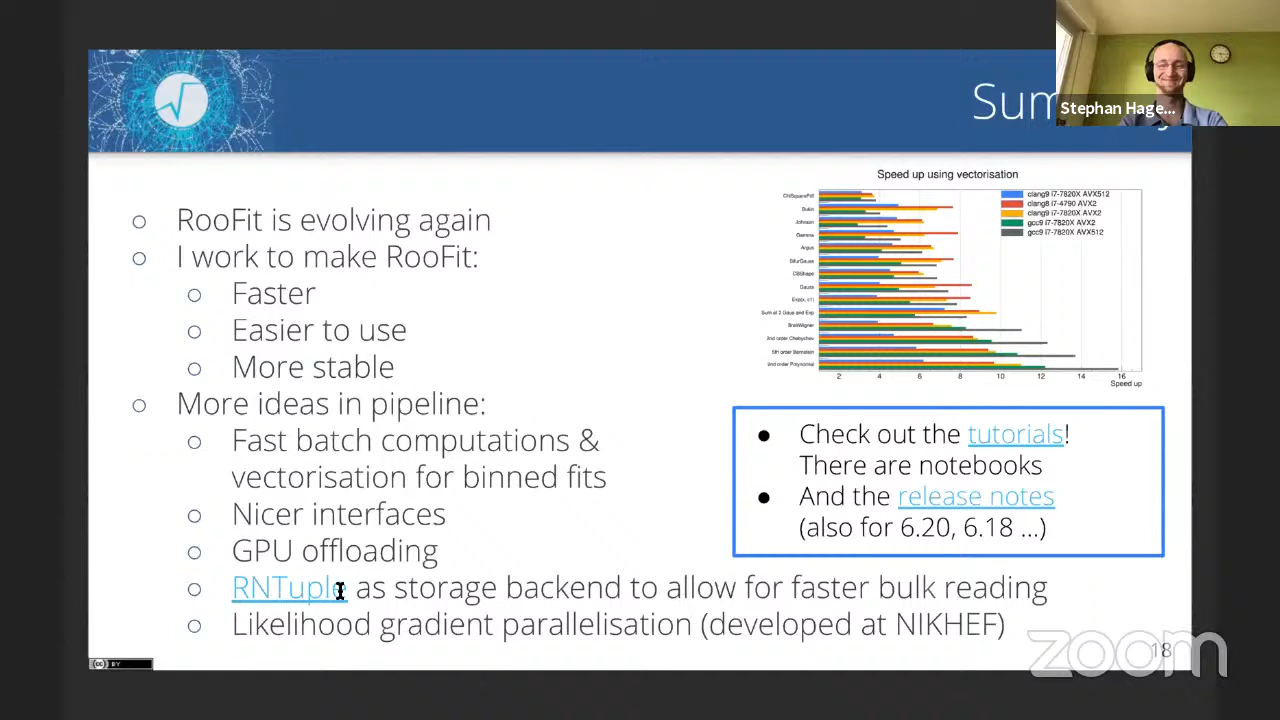 Sum
Stephan Hage...
RooFit is evolving again
I work to make RooFit:
Faster
Easier to use
More stable
More ideas in pipeline:
Fast batch computations &
vectorisation for binned fits
Nicer interfaces
GPU offloading
RNTuple as storage backend to allow for faster bulk reading
Likelihood gradient parallelisation (developed at NIKHEF)
Speed up using vectorisation
clang9 i7-7820X AVX512
clang8 i7-4790 AVX2
clang9 i7-7820X AVX2
gcc9 i7-7820X AVX2
gcc9 i7-7820X AVX512
Johnson
Gamma
Argus
BifurGauss
CBShape
Gauss
Sum of 2 Gaus and Exp
BreitWigner
2nd order Chebychev
5th order Bernstein
2nd order Polynomial
2 4 6 8 10 12 14 16
Speed up
Check out the tutorials!
There are notebooks
And the release notes
(also for 6.20, 6.18 ...)
18
zoom
cc BY